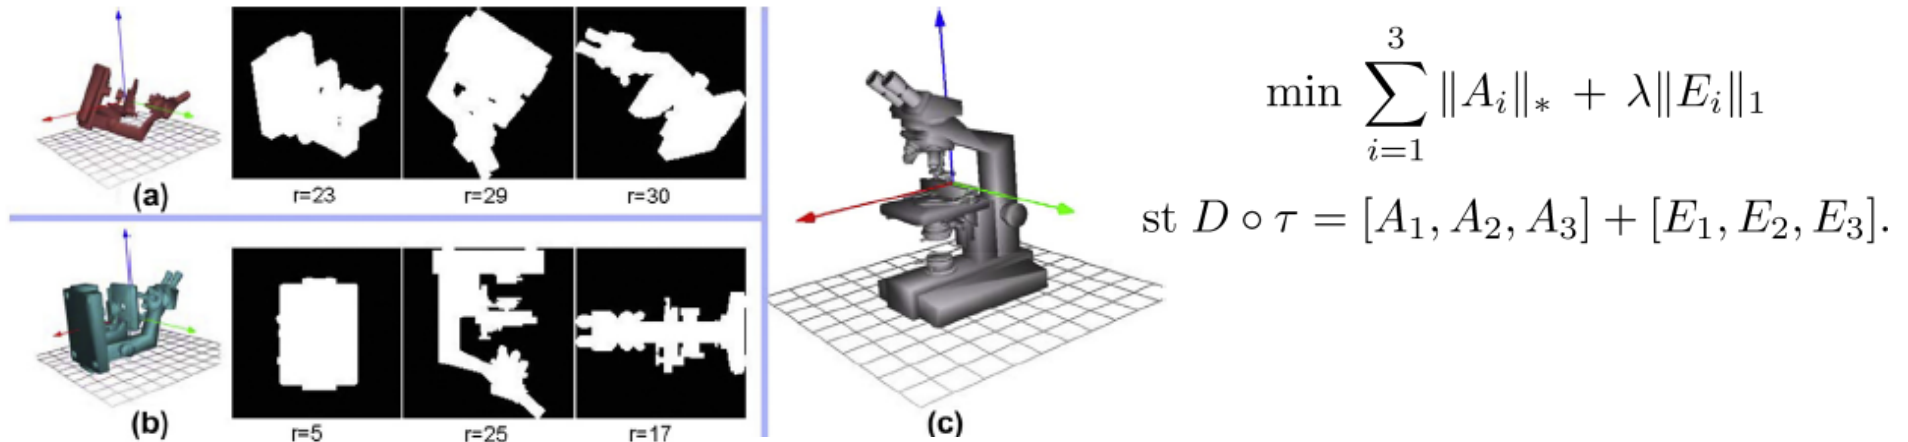 r=23 r=29 r=30
(a)
r=5 r=25 r=17
(b)
(c)
min \sum_{i=1}^{3} \|A_i\|_* + λ\|E_i\|_1
st D ∘ τ = [A_1, A_2, A_3] + [E_1, E_2, E_3].